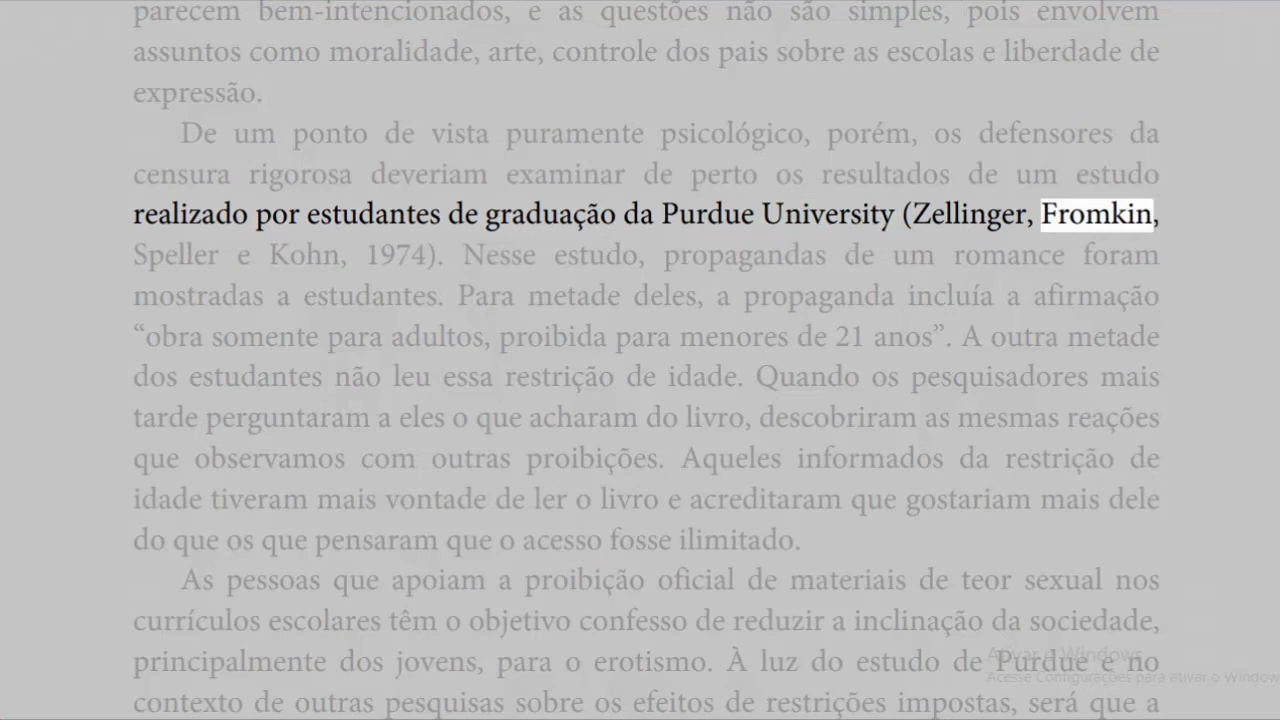 parecem bem-intencionados, e as questões não são simples, pois envolvem
assuntos como moralidade, arte, controle dos pais sobre as escolas e liberdade de
expressão.
De um ponto de vista puramente psicológico, porém, os defensores da
censura rigorosa deveriam examinar de perto os resultados de um estudo
realizado por estudantes de graduação da Purdue University (Zellinger, Fromkin,
Speller e Kohn, 1974). Nesse estudo, propagandas de um romance foram
mostradas a estudantes. Para metade deles, a propaganda incluía a afirmação
“obra somente para adultos, proibida para menores de 21 anos”. A outra metade
dos estudantes não leu essa restrição de idade. Quando os pesquisadores mais
tarde perguntaram a eles o que acharam do livro, descobriram as mesmas reações
que observamos com outras proibições. Aqueles informados da restrição de
idade tiveram mais vontade de ler o livro e acreditaram que gostariam mais dele
do que os que pensaram que o acesso fosse ilimitado.
As pessoas que apoiam a proibição oficial de materiais de teor sexual nos
currículos escolares têm o objetivo confesso de reduzir a inclinação da sociedade,
principalmente dos jovens, para o erotismo. À luz do estudo de Purdue e no
contexto de outras pesquisas sobre os efeitos de restrições impostas, será que a
Ativar o Windows
Acesse Configurações para ativar o Windows